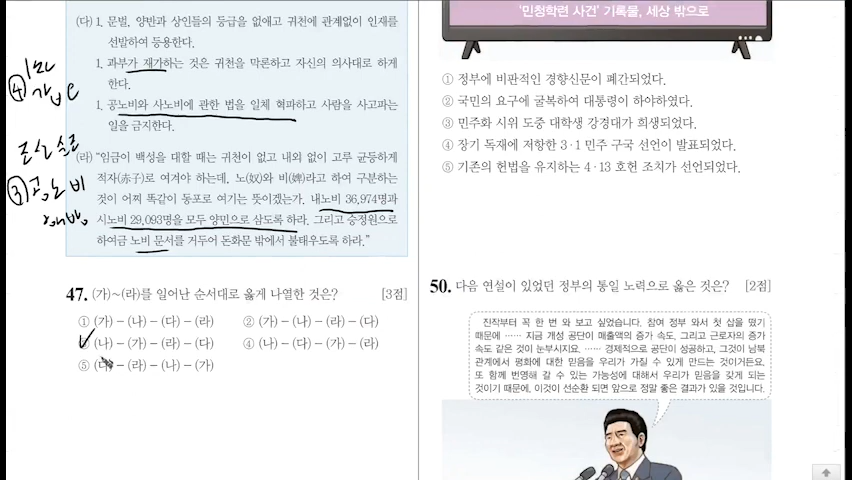 (다) 1. 문벌, 양반과 상인들의 등급을 없애고 귀천에 관계없이 인재를
선발하여 등용한다.
1. 과부가 재가하는 것은 귀천을 막론하고 자신의 의사대로 하게
한다.
1. 공노비와 사노비에 관한 법을 일체 혁파하고 사람을 사고파는
일을 금지한다.
④ 1차
갑
(라) “임금이 백성을 대할 때는 귀천이 없고 내외 없이 고루 균등하게
적자(赤子)로 여겨야 하는데, 노(奴)와 비(婢)라고 하여 구분하는
것이 어찌 똑같이 동포로 여기는 뜻이겠는가. 내노비 36,974명과
시노비 29,093명을 모두 양민으로 삼도록 하라. 그리고 승정원으로
하여금 노비 문서를 거두어 돈화문 밖에서 불태우도록 하라.”
③ 공노비
해방
47. (가)~(라)를 일어난 순서대로 옳게 나열한 것은? [3점]
① (가)-(나)-(다)-(라) ② (가)-(나)-(라)-(다)
(나)-(가)-(라)-(다) ④ (나)-(다)-(가)-(라)
⑤ (다)-(라)-(나)-(가)
'민청학련 사건' 기록물, 세상 밖으로
① 정부에 비판적인 경향신문이 폐간되었다.
② 국민의 요구에 굴복하여 대통령이 하야하였다.
③ 민주화 시위 도중 대학생 강경대가 희생되었다.
④ 장기 독재에 저항한 3·1 민주 구국 선언이 발표되었다.
⑤ 기존의 헌법을 유지하는 4·13 호헌 조치가 선언되었다.
50. 다음 연설이 있었던 정부의 통일 노력으로 옳은 것은? [2점]
진작부터 꼭 한 번 와 보고 싶었습니다. 참여 정부 와서 첫 삽을 떴기
때문에 …… 지금 개성 공단이 매출액의 증가 속도, 그리고 근로자의 증가
속도 같은 것이 눈부시지요. …… 경제적으로 공단이 성공하고, 그것이 남북
관계에서 평화에 대한 믿음을 우리가 가질 수 있게 만드는 것이거든요.
또 함께 번영해 갈 수 있는 가능성에 대해서 우리가 믿음을 갖게 되는
것이기 때문에, 이것이 선순환 되면 앞으로 정말 좋은 결과가 있을 것입니다.